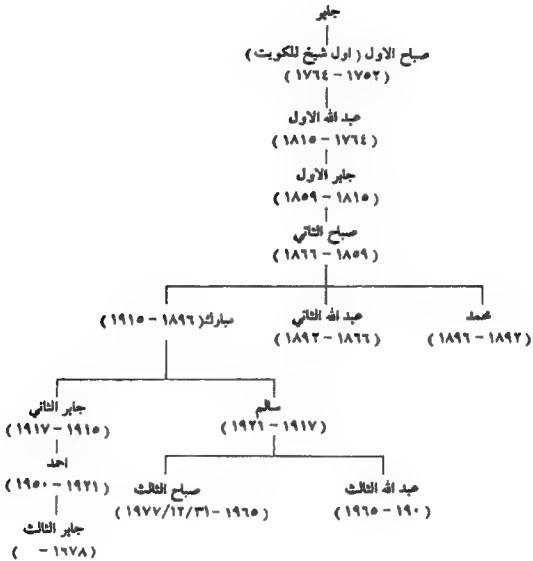 جابر
صباح الاول ( اول شيخ للكويت )
( ١٧٥٢ – ١٧٦٤ )
عبد الله الاول
( ١٧٦٤ – ١٨١٥ )
جابر الاول
( ١٨١٥ – ١٨٥٩ )
صباح الثاني
( ١٨٥٩ – ١٨٦٦ )
محمد
( ١٨٩٢ – ١٨٩٦ )
عبد الله الثاني
( ١٨٦٦ – ١٨٩٢ )
مبارك ( ١٨٩٦ – ١٩١٥ )
سالم
( ١٩١٧ – ١٩٢١ )
جابر الثاني
( ١٩١٥ – ١٩١٧ )
عبد الله الثالث
( ١٩٠ – ١٩٦٥ )
صباح الثالث
( ١٩٦٥ – ١٩٧٧/١٢/٣١ )
احمد
( ١٩٢١ – ١٩٥٠ )
جابر الثالث
( ١٦٧٨ – )